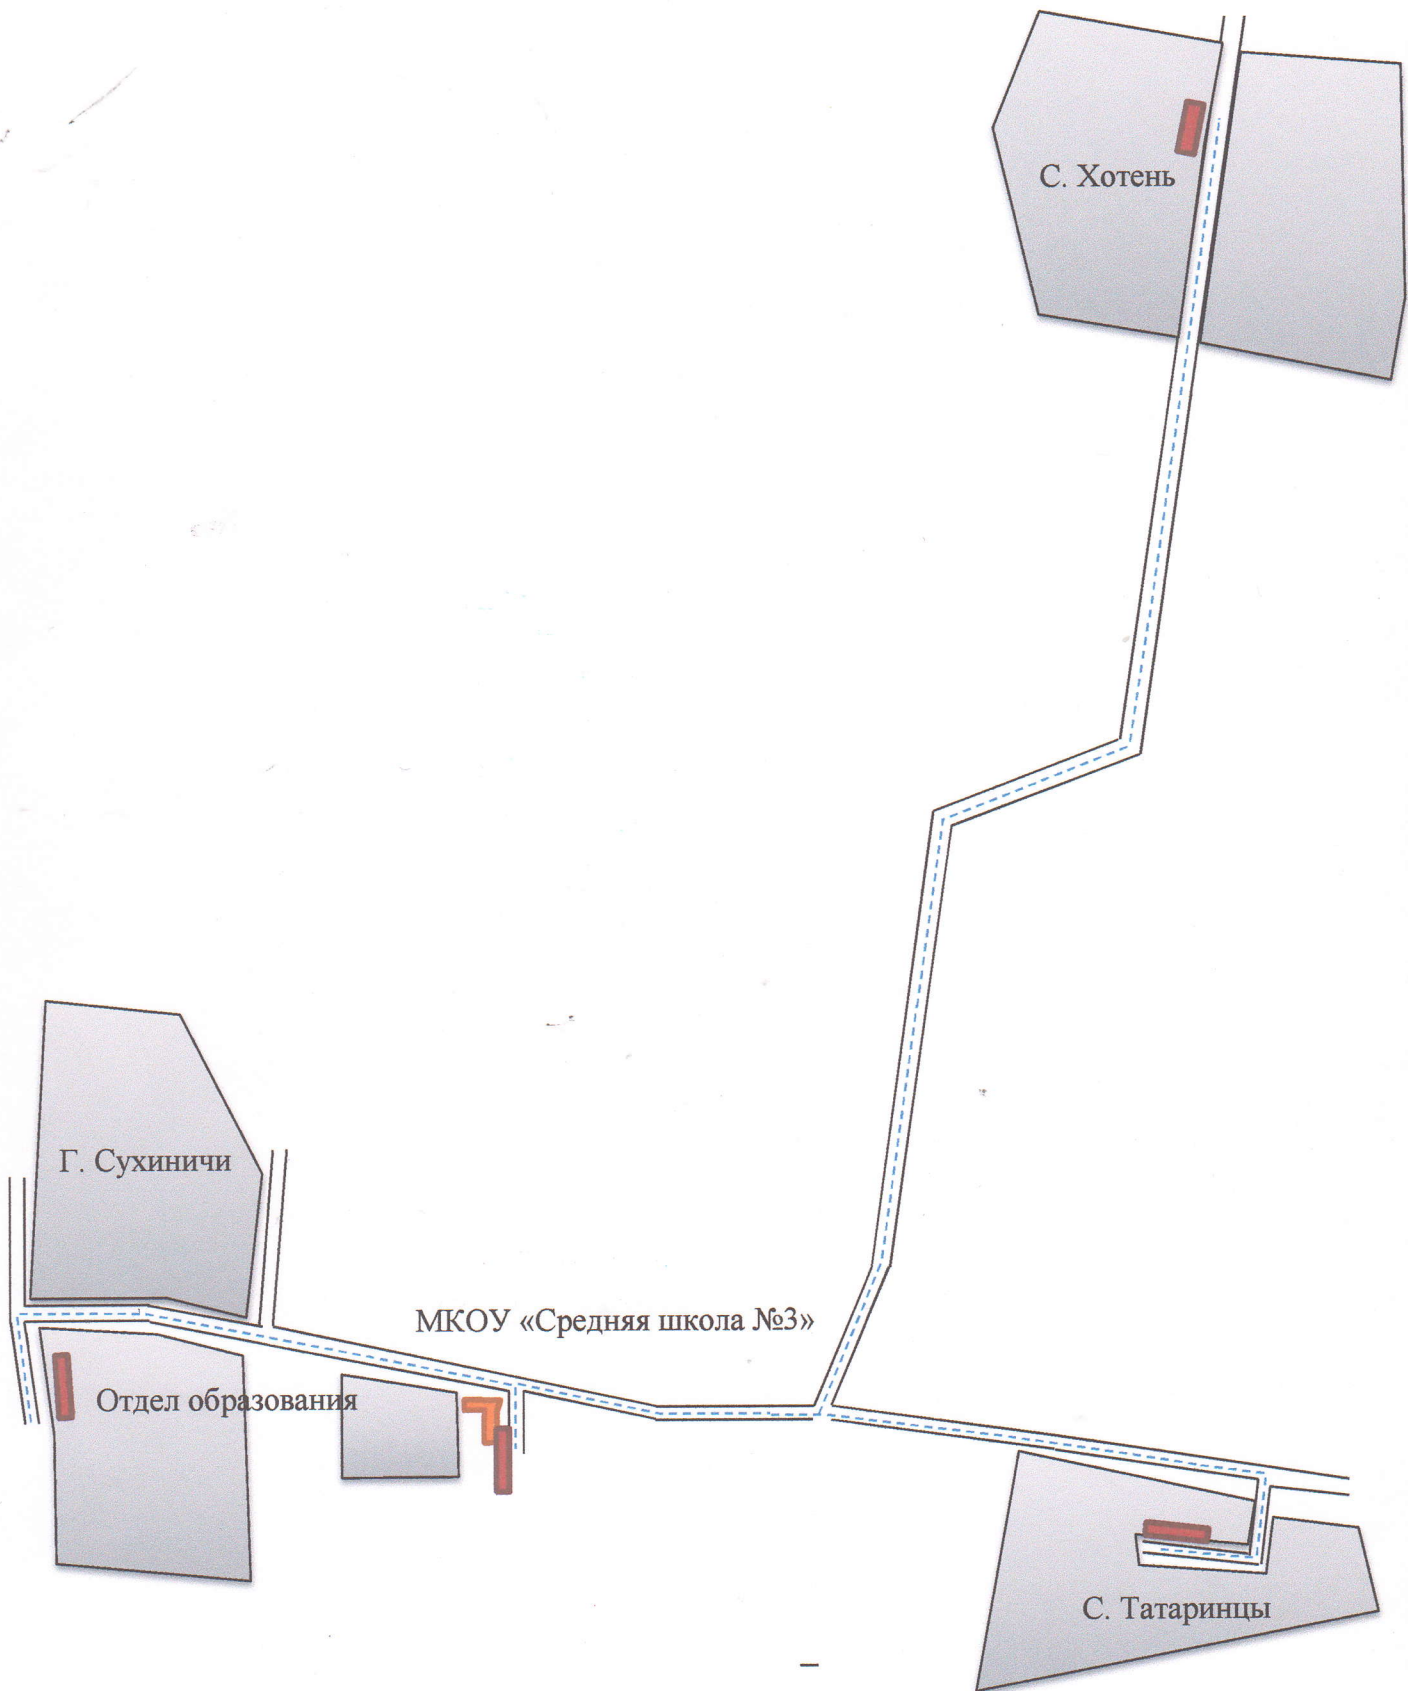 С. Хотень
Г. Сухиничи
МКОУ «Средняя школа №3»
Отдел образования
С. Татаринцы